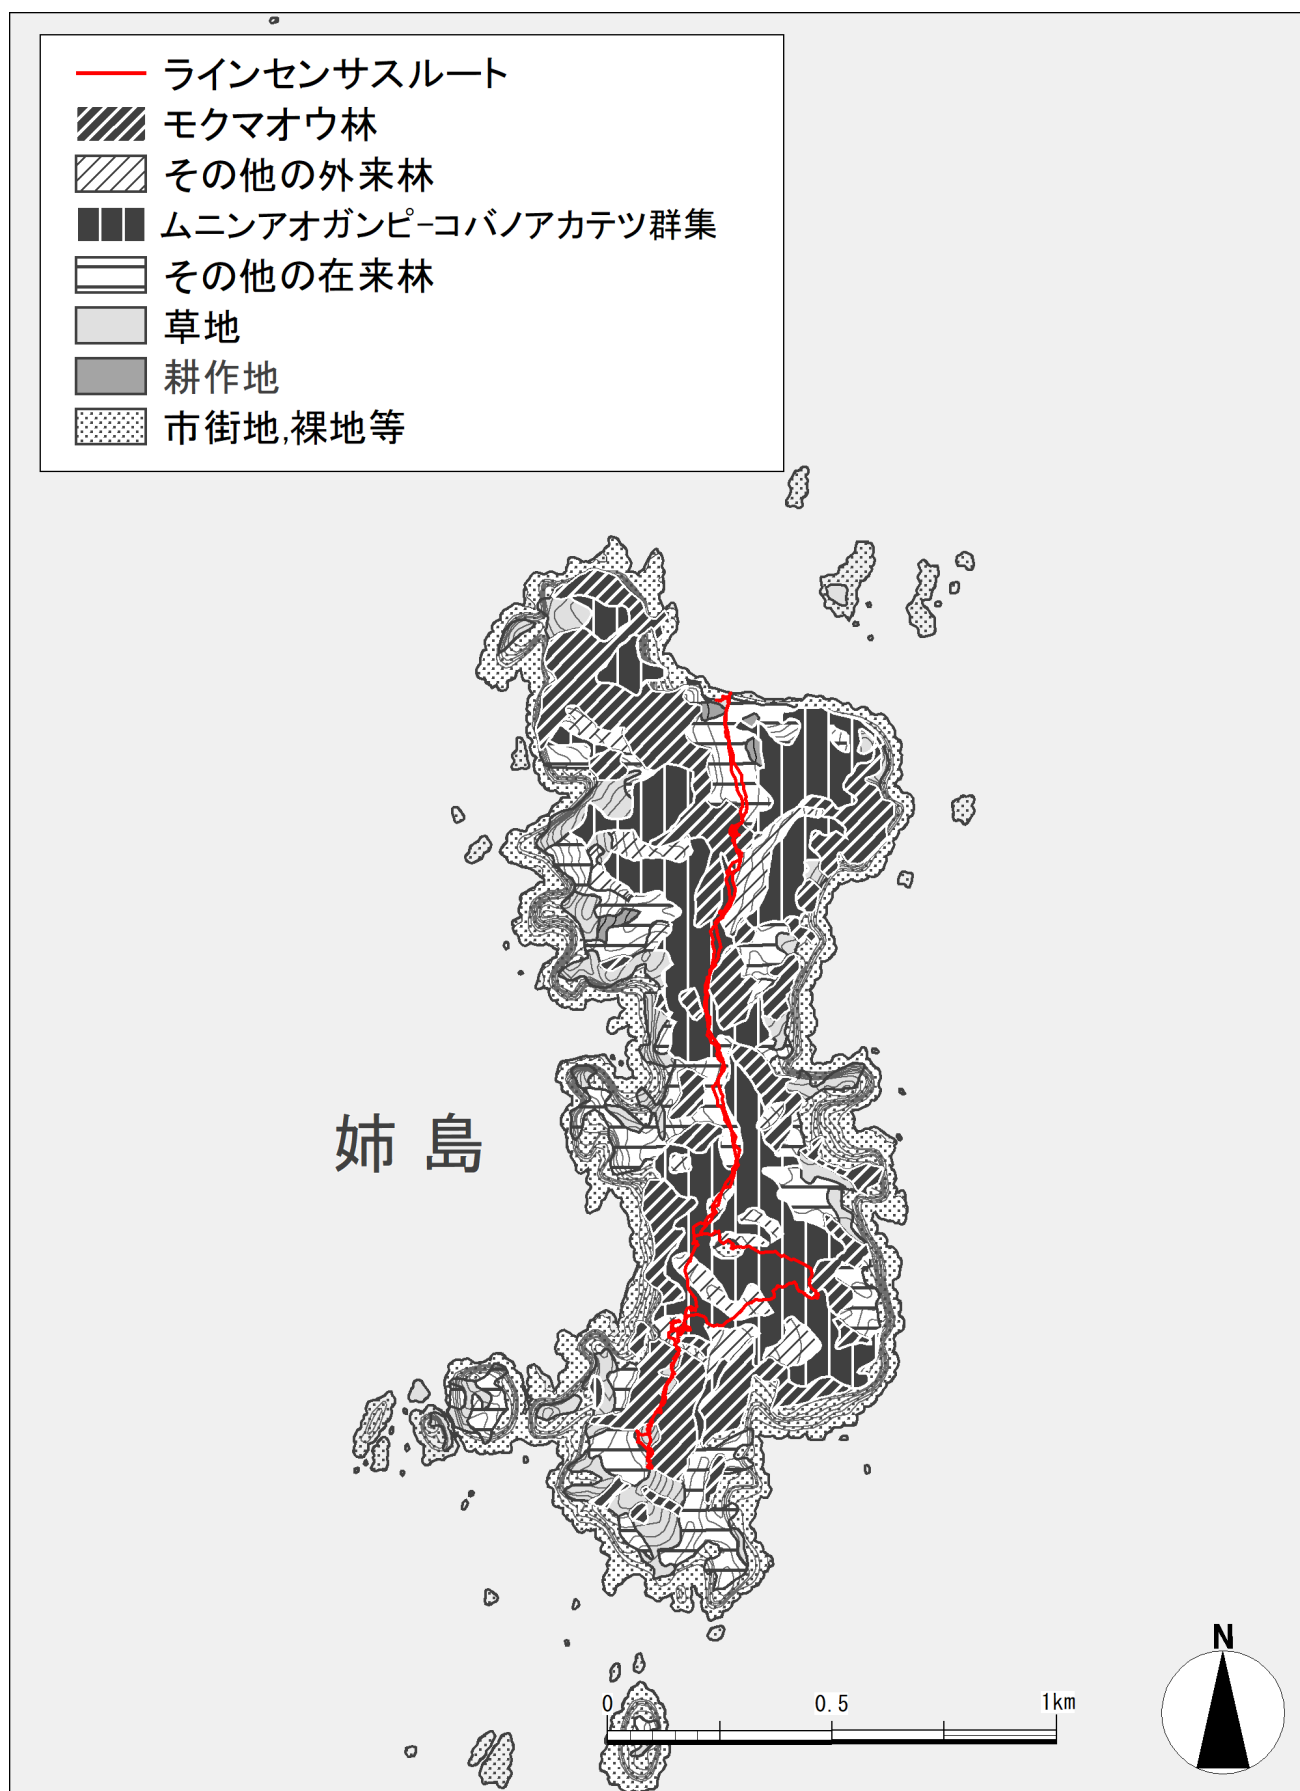 ラインセンサスルート
モクマオウ林
その他の外来林
ムニンアオガンピ−コバノアカテツ群集
その他の在来林
草地
耕作地
市街地,裸地等
姉島
N
0 0.5 1km